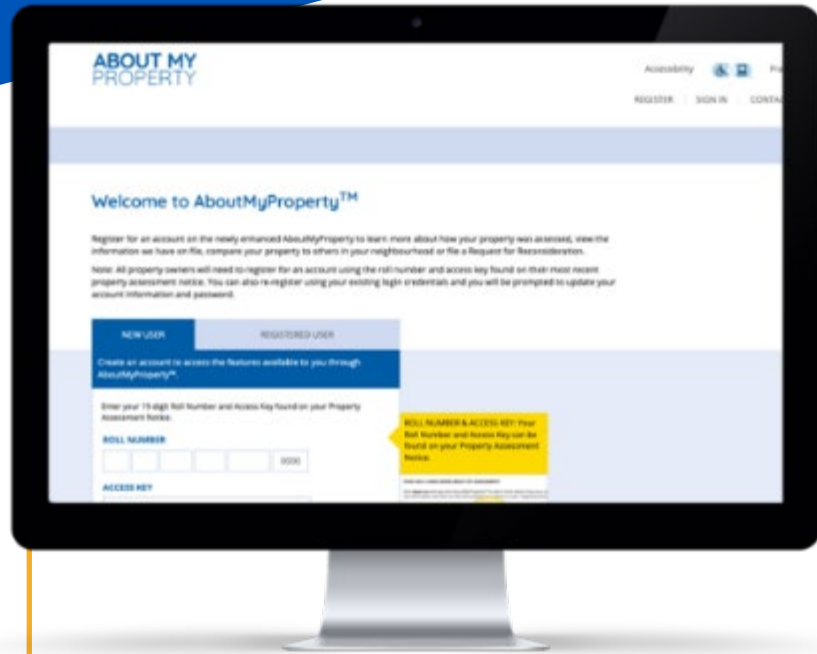 ABOUT MY
PROPERTY
Accessibility
REGISTER SIGN IN
Welcome to AboutMyProperty™
Register for an account on the newly enhanced AboutMyProperty to learn more about how your property was assessed, view the
information we have on file, compare your property to others in your neighbourhood or file a Request for Reconsideration.
Note: All property owners will need to register for an account using the roll number and access key found on their most recent
property assessment notice. You can also re-register using your existing login credentials and you will be prompted to update your
account information and password.
NEW USER REGISTERED USER
Create an account to access the features available to you through
AboutMyProperty™.
Enter your 19 digit Roll Number and Access Key found on your Property
Assessment Notice.
ROLL NUMBER
0000
ACCESS KEY
ROLL NUMBER & ACCESS KEY: Your
Roll Number and Access Key can be
found on your Property Assessment
Notice.